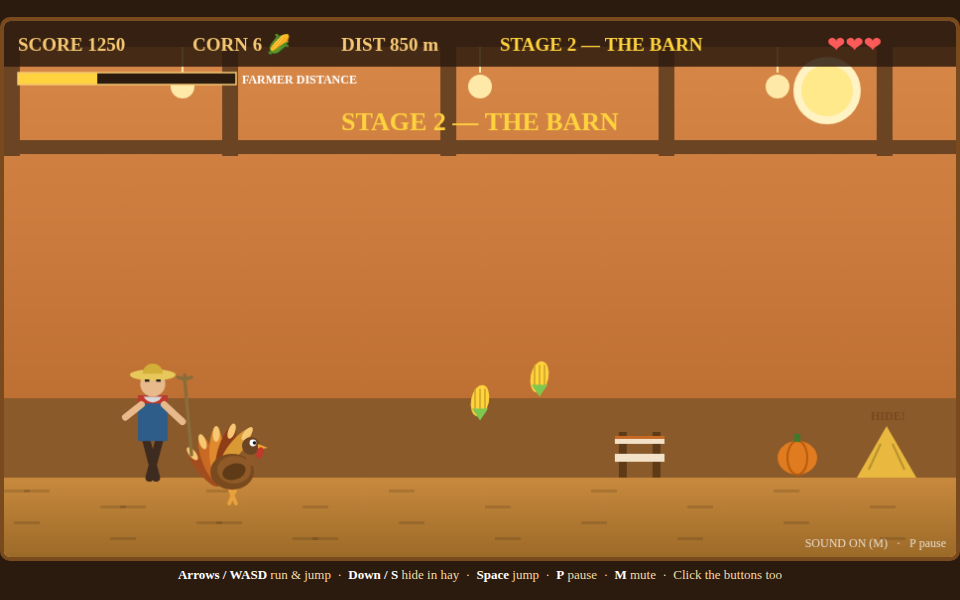 SCORE 1250 CORN 6 🌽 DIST 850 m STAGE 2 — THE BARN ❤❤❤
FARMER DISTANCE
STAGE 2 — THE BARN
HIDE!
SOUND ON (M) · P pause
Arrows / WASD run & jump · Down / S hide in hay · Space jump · P pause · M mute · Click the buttons too